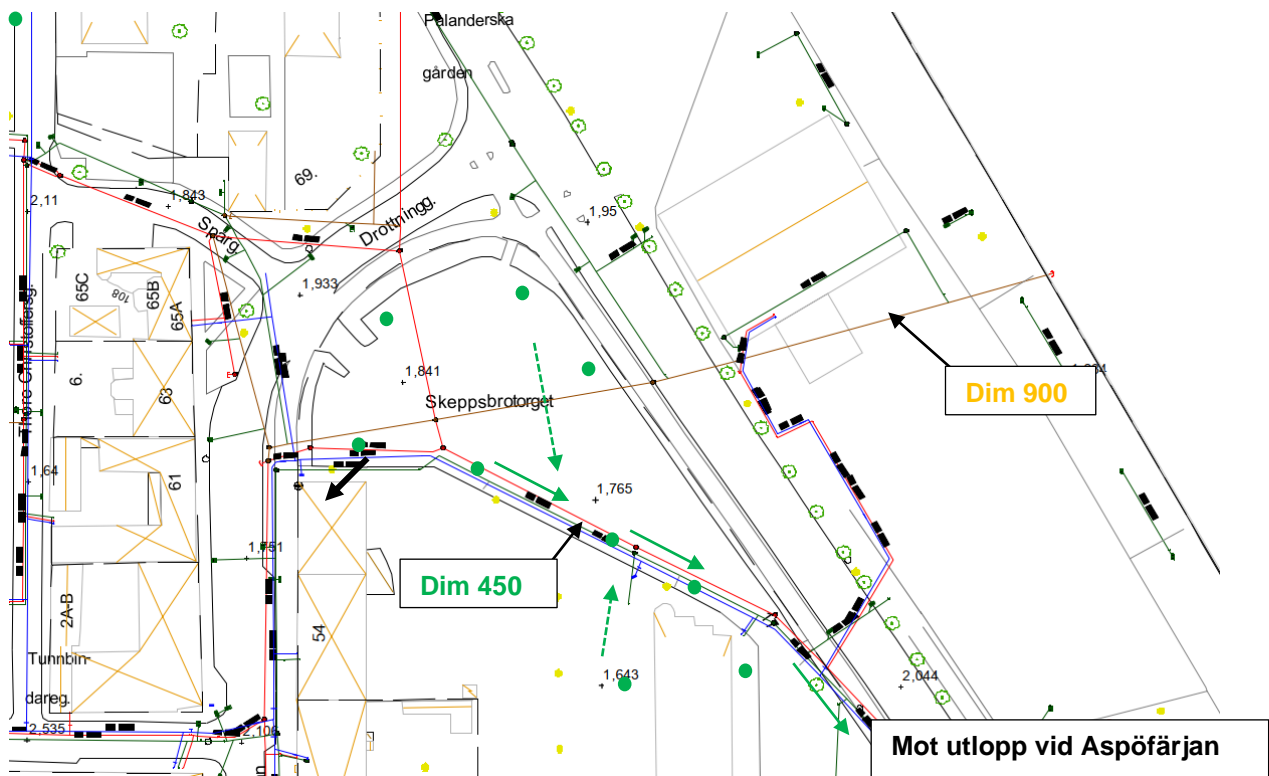 Palanderska
gården
69.
1,843
2,11
Sparg.
Drottningg.
1,95
65C
65B
108
65A
1,933
6.
63
1,841
Skeppsbrotorget
Dim 900
61
1,64
1,765
1,751
Dim 450
2A-B
54
Tunnbin-
dareg.
1,643
2,044
2,535
2,106
Mot utlopp vid Aspöfärjan